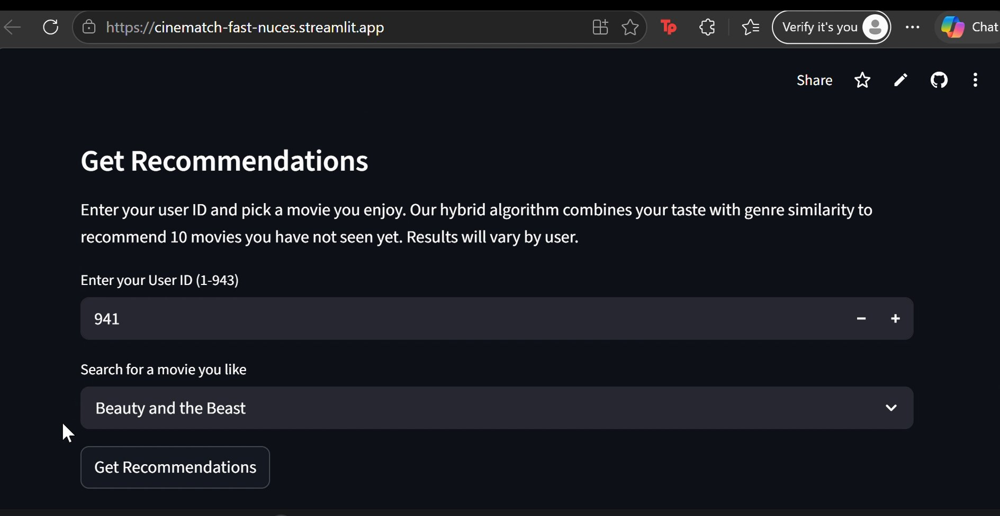 https://cinematch-fast-nuces.streamlit.app
Tp
Verify it's you
Chat
Share
Get Recommendations
Enter your user ID and pick a movie you enjoy. Our hybrid algorithm combines your taste with genre similarity to
recommend 10 movies you have not seen yet. Results will vary by user.
Enter your User ID (1-943)
941
Search for a movie you like
Beauty and the Beast
Get Recommendations